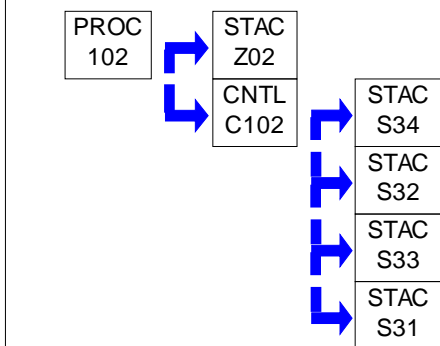 PROC
102
STAC
Z02
CNTL
C102
STAC
S34
STAC
S32
STAC
S33
STAC
S31